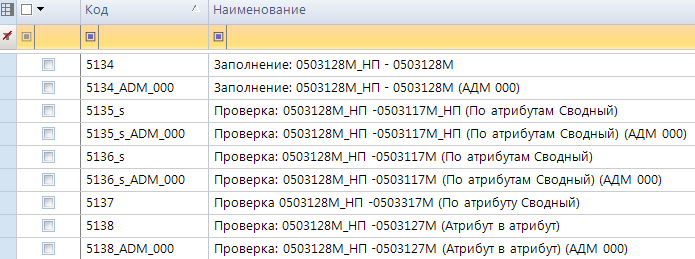 Код Наименование
5134 Заполнение: 0503128М_НП - 0503128М
5134_ADM_000 Заполнение: 0503128М_НП - 0503128М (АДМ 000)
5135_s Проверка: 0503128М_НП -0503117М_НП (По атрибутам Сводный)
5135_s_ADM_000 Проверка: 0503128М_НП -0503117М_НП (По атрибутам Сводный) (АДМ 000)
5136_s Проверка: 0503128М_НП -0503117М (По атрибутам Сводный)
5136_s_ADM_000 Проверка: 0503128М_НП -0503117М (По атрибутам Сводный) (АДМ 000)
5137 Проверка 0503128М_НП -0503317М (По атрибуту Сводный)
5138 Проверка: 0503128М_НП -0503127М (Атрибут в атрибут)
5138_ADM_000 Проверка: 0503128М_НП -0503127М (Атрибут в атрибут) (АДМ 000)